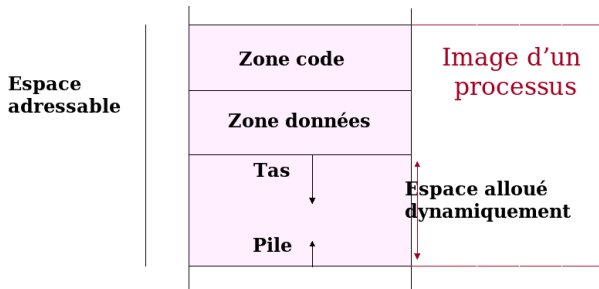 Zone code
Image d'un
processus
Espace
adressable
Zone données
Tas
Espace alloué
dynamiquement
Pile